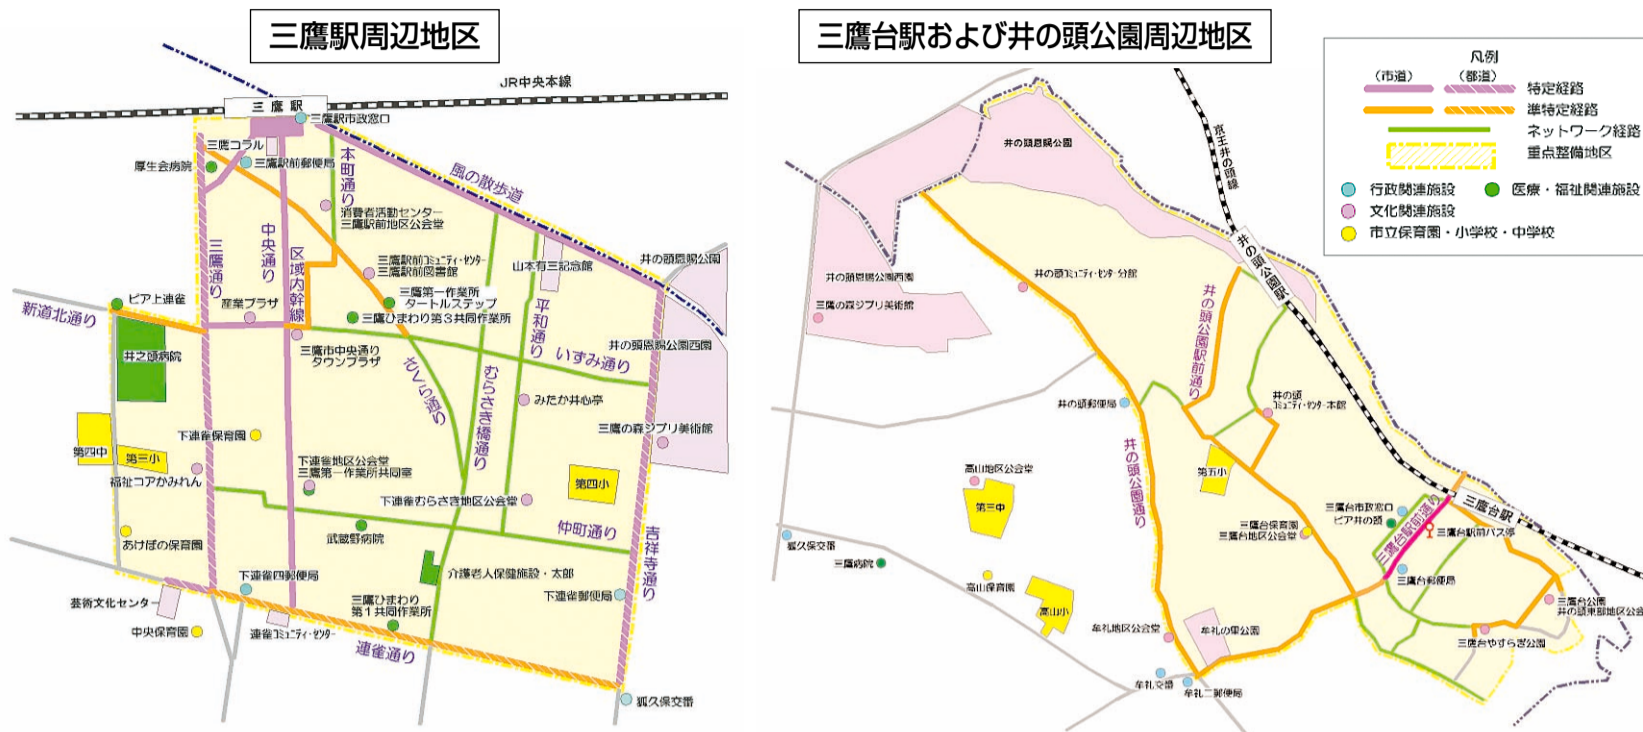 三鷹駅周辺地区
JR中央本線
三鷹駅
三鷹駅市政窓口
三鷹コラル
三鷹駅前郵便局
厚生会病院
本町通り
風の散歩道
消費者活動センター
三鷹駅前地区公会堂
三鷹通り
中央通り
区域内幹線
三鷹駅前コミュニティ・センター
三鷹駅前図書館
山本有三記念館
井の頭恩賜公園
ピア上連雀
新道北通り
産業プラザ
三鷹第一作業所
タートルステップ
三鷹ひまわり第3共同作業所
平和通り
井の頭恩賜公園西園
井之頭病院
三鷹市中央通り
タウンプラザ
さくら通り
むらさき橋通り
いずみ通り
みたか井心亭
三鷹の森ジブリ美術館
下連雀保育園
第四中
第三小
福祉コアかみれん
下連雀地区公会堂
三鷹第一作業所共同室
下連雀むらさき地区公会堂
第四小
あけぼの保育園
武蔵野病院
仲町通り
吉祥寺通り
下連雀四郵便局
介護老人保健施設・太郎
下連雀郵便局
芸術文化センター
三鷹ひまわり
第1共同作業所
中央保育園
連雀コミュニティ・センター
連雀通り
狐久保交番
三鷹台駅および井の頭公園周辺地区
京王井の頭線
井の頭恩賜公園
井の頭公園駅
井の頭恩賜公園西園
三鷹の森ジブリ美術館
井の頭コミュニティ・センター分館
井の頭公園駅前通り
井の頭郵便局
井の頭
コミュニティ・センター本館
井の頭公園通り
高山地区公会堂
第三中
第五小
三鷹台駅
三鷹台市政窓口
ピア井の頭
三鷹台駅前通り
三鷹台駅前バス停
三鷹台保育園
三鷹台地区公会堂
狐久保交番
三鷹病院
高山保育園
高山小
三鷹台郵便局
三鷹台公園
井の頭東部地区公会
牟礼地区公会堂
牟礼の里公園
三鷹台やすらぎ公園
牟礼交番
牟礼二郵便局
凡例
(市道) (都道)
特定経路
準特定経路
ネットワーク経路
重点整備地区
行政関連施設 医療・福祉関連施設
文化関連施設
市立保育園・小学校・中学校